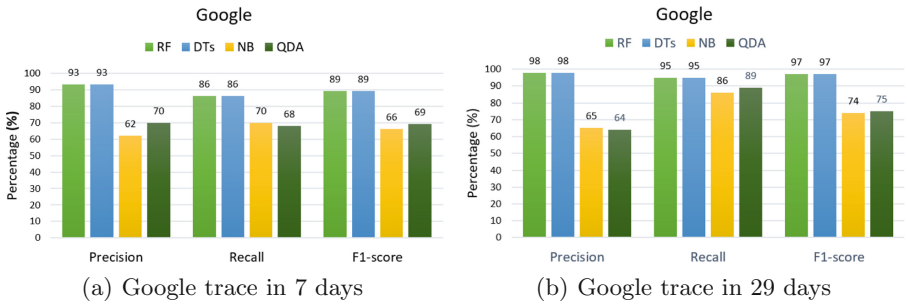 Google
RF DTs NB QDA
Percentage (%)
100
90
80
70
60
50
40
30
20
10
0
93 93 62 70
86 86 70 68
89 89 66 69
Precision Recall F1-score
(a) Google trace in 7 days
Google
RF DTs NB QDA
Percentage (%)
100
90
80
70
60
50
40
30
20
10
0
98 98 65 64
95 95 86 89
97 97 74 75
Precision Recall F1-score
(b) Google trace in 29 days